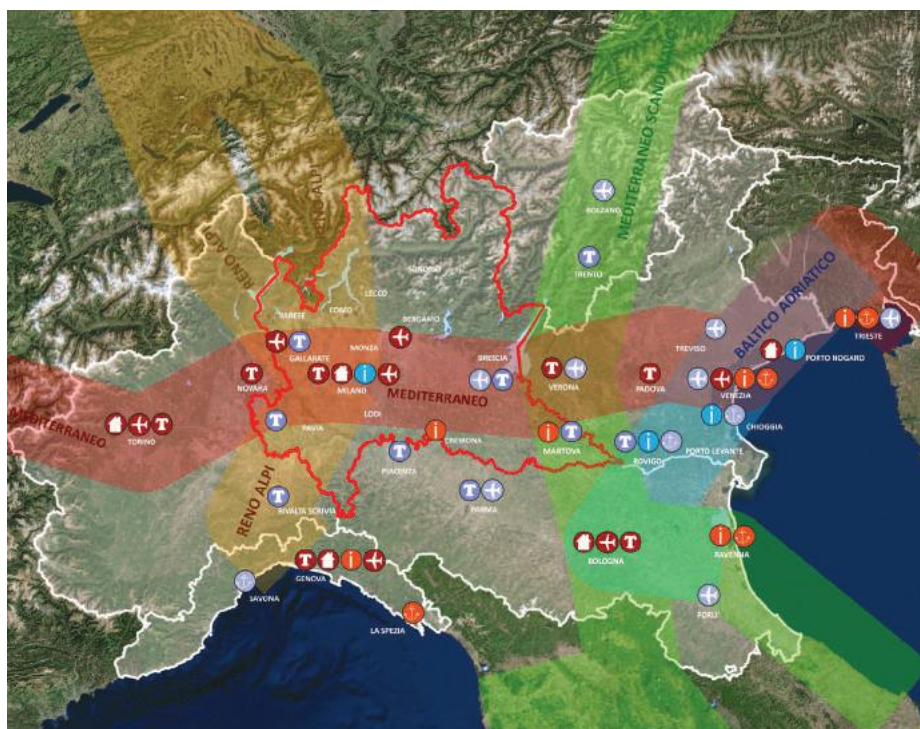 MEDITERRANEO SCANDINAVO
RENO ALPI
RENO ALPI
BOLZANO
TRENTO
SONDRIO
LECCO
COMO
VARESE
BERGAMO
MONZA
GALLARATE
BRESCIA
TREVISO
BALTICO ADRIATICO
TRIESTE
PORTO NOGARO
NOVARA
MILANO
MEDITERRANEO
VERONA
PADOVA
VENEZIA
MEDITERRANEO
TORINO
PAVIA
LODI
CREMONA
MARTOVA
CHIOGGIA
PIACENZA
ROVIGO
PORTO LEVANTE
RENO ALPI
RIVALTA SCRIVIA
PARMA
BOLOGNA
RAVENNA
GENOVA
SAVONA
FORLI'
LA SPEZIA